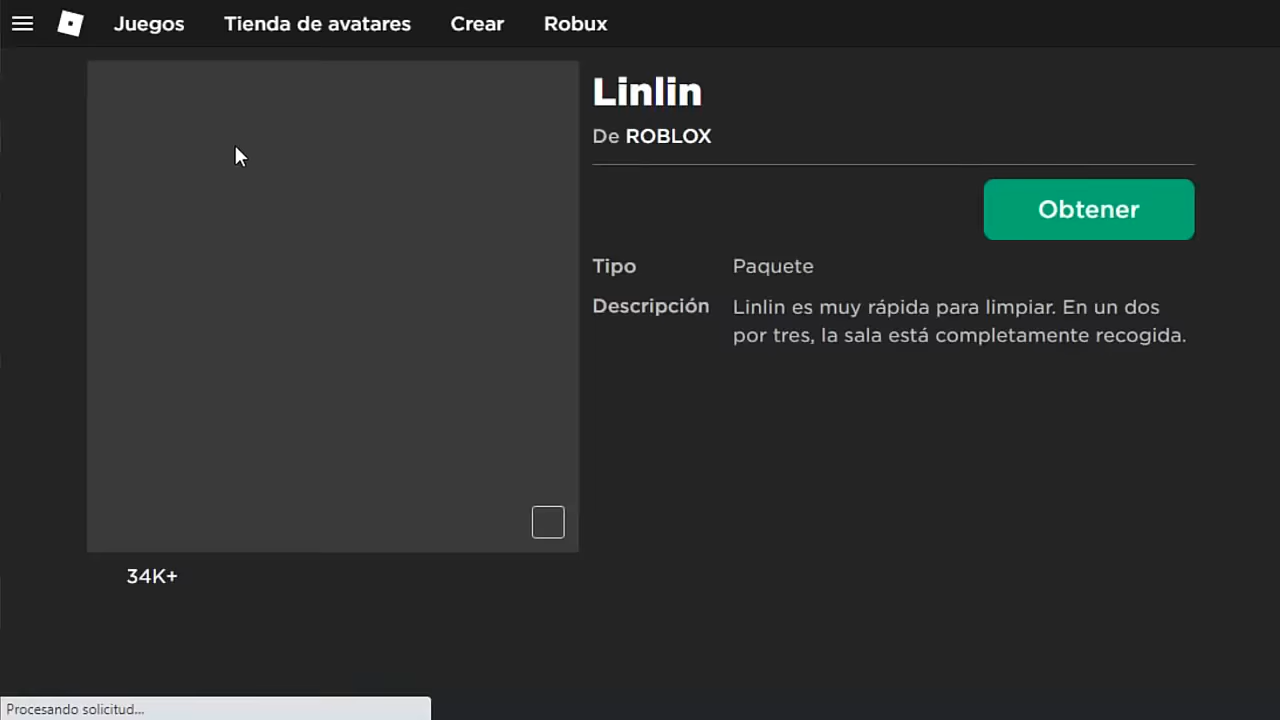 Juegos Tienda de avatares Crear Robux
Linlin
De ROBLOX
Obtener
Tipo Paquete
Descripción Linlin es muy rápida para limpiar. En un dos
por tres, la sala está completamente recogida.
34K+
Procesando solicitud...